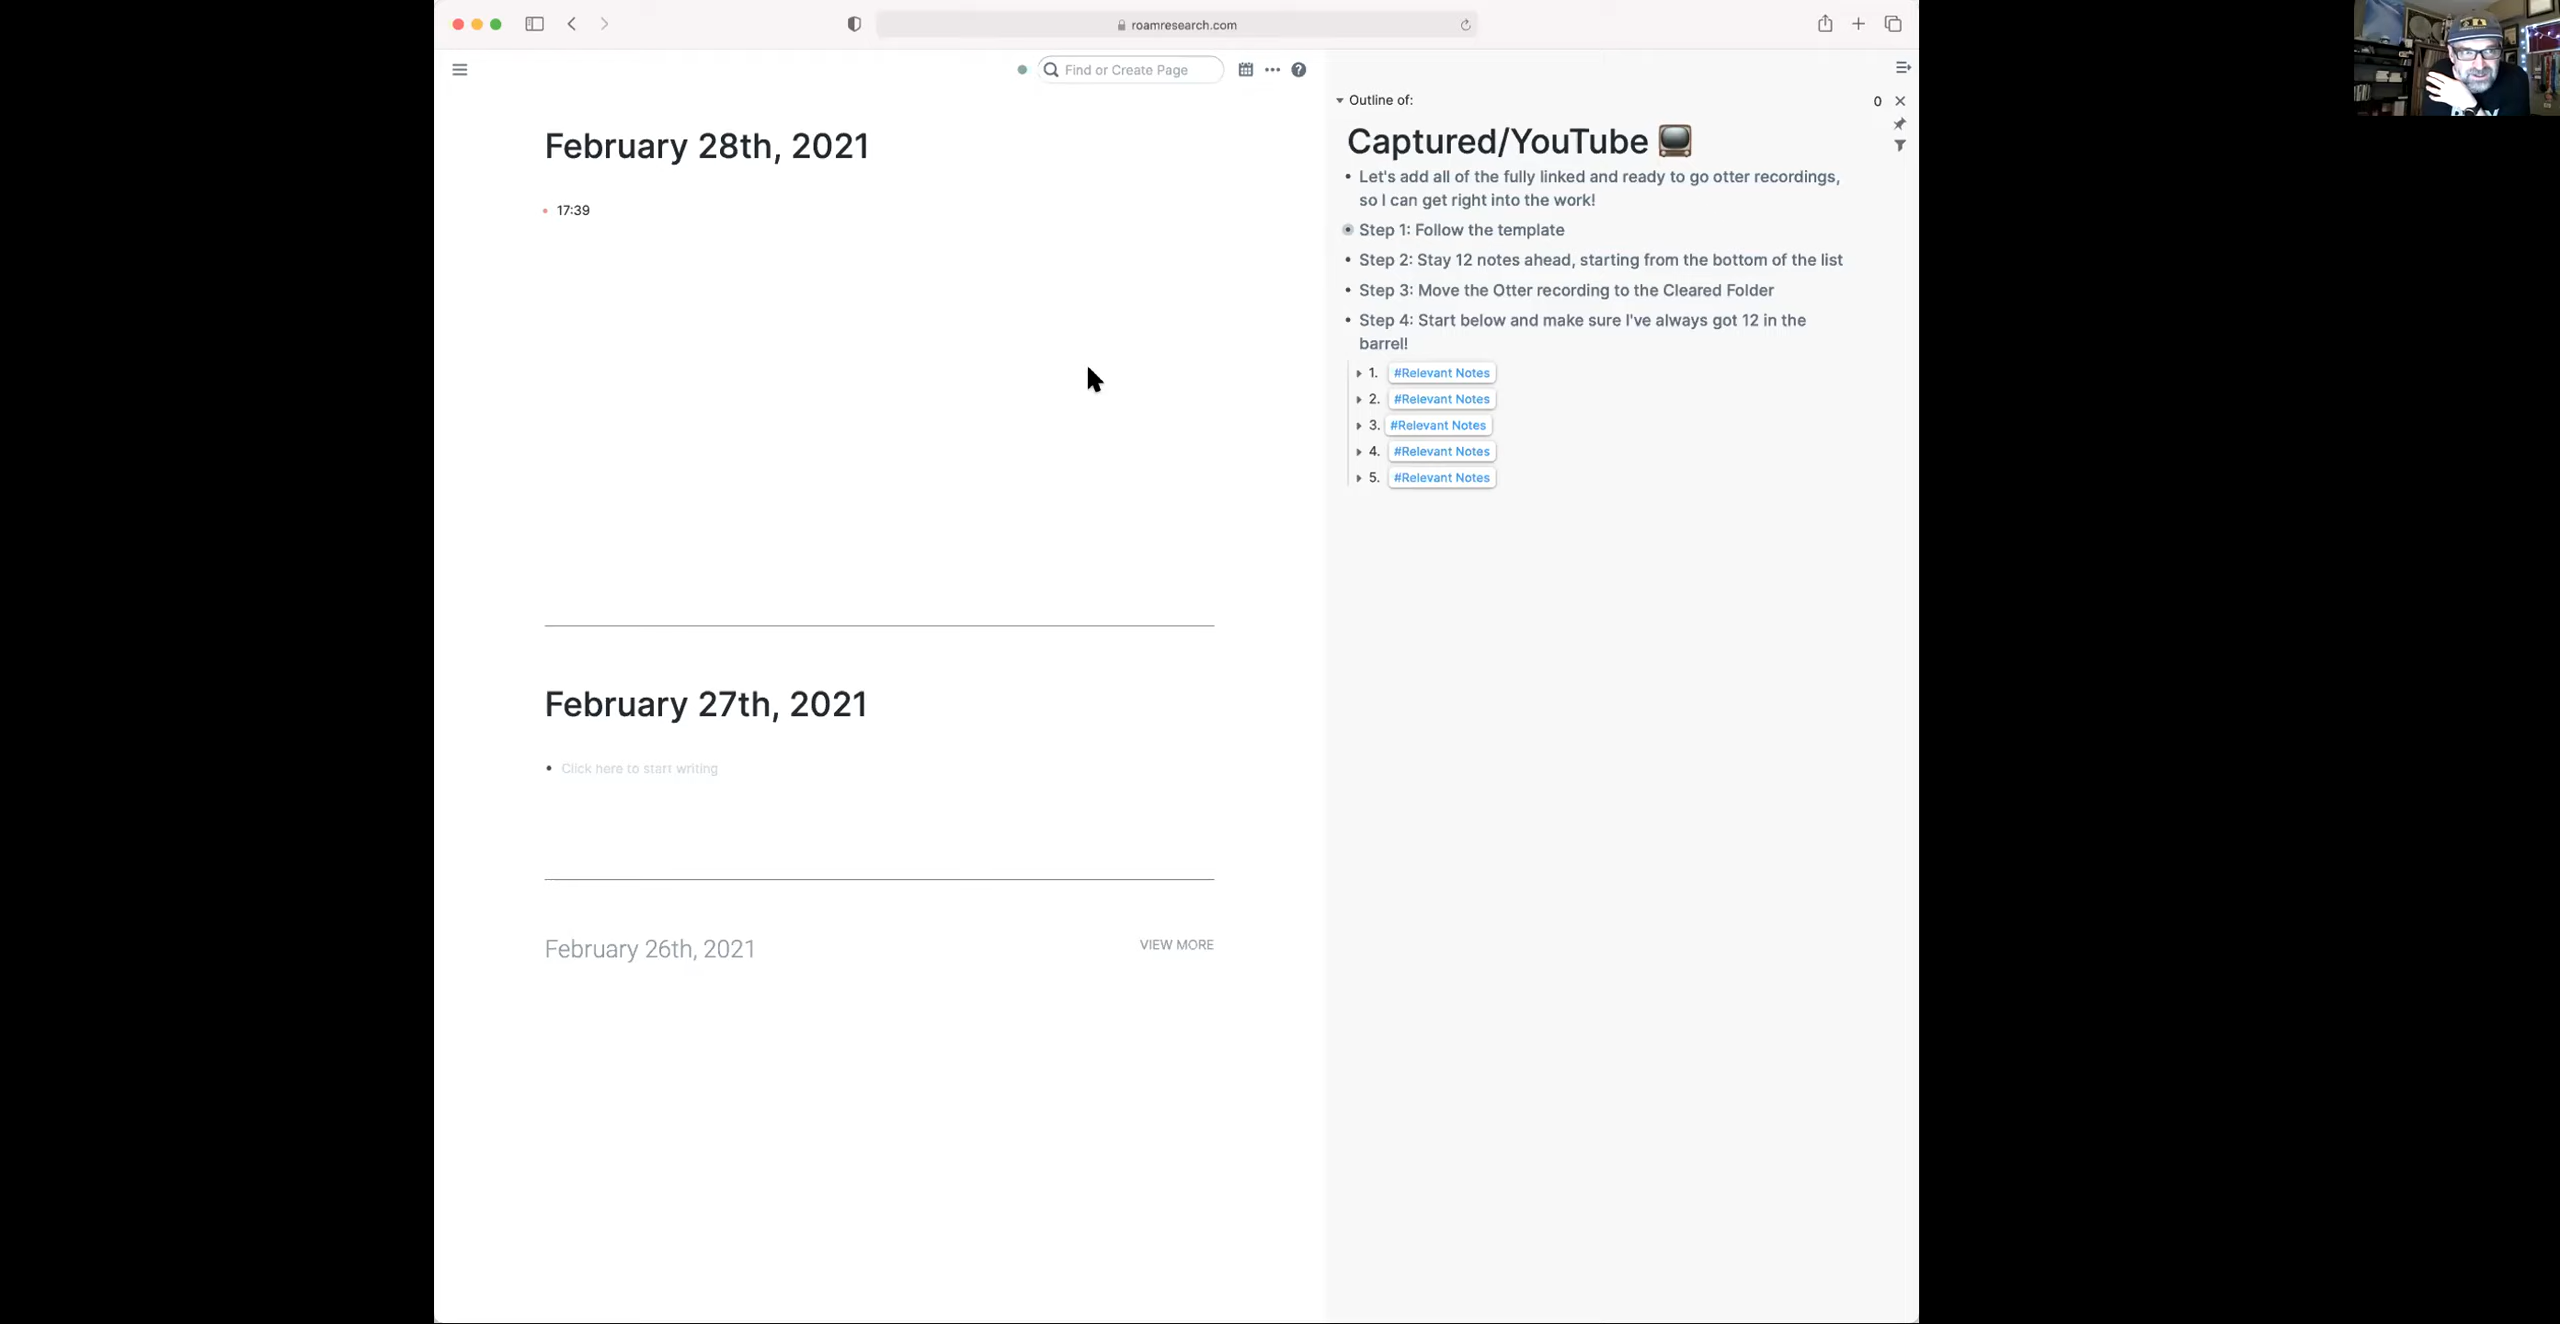 roamresearch.com
Find or Create Page
February 28th, 2021
17:39
February 27th, 2021
Click here to start writing
February 26th, 2021
VIEW MORE
Outline of:
0
Captured/YouTube 📺
Let's add all of the fully linked and ready to go otter recordings,
so I can get right into the work!
Step 1: Follow the template
Step 2: Stay 12 notes ahead, starting from the bottom of the list
Step 3: Move the Otter recording to the Cleared Folder
Step 4: Start below and make sure I've always got 12 in the
barrel!
1. #Relevant Notes
2. #Relevant Notes
3. #Relevant Notes
4. #Relevant Notes
5. #Relevant Notes